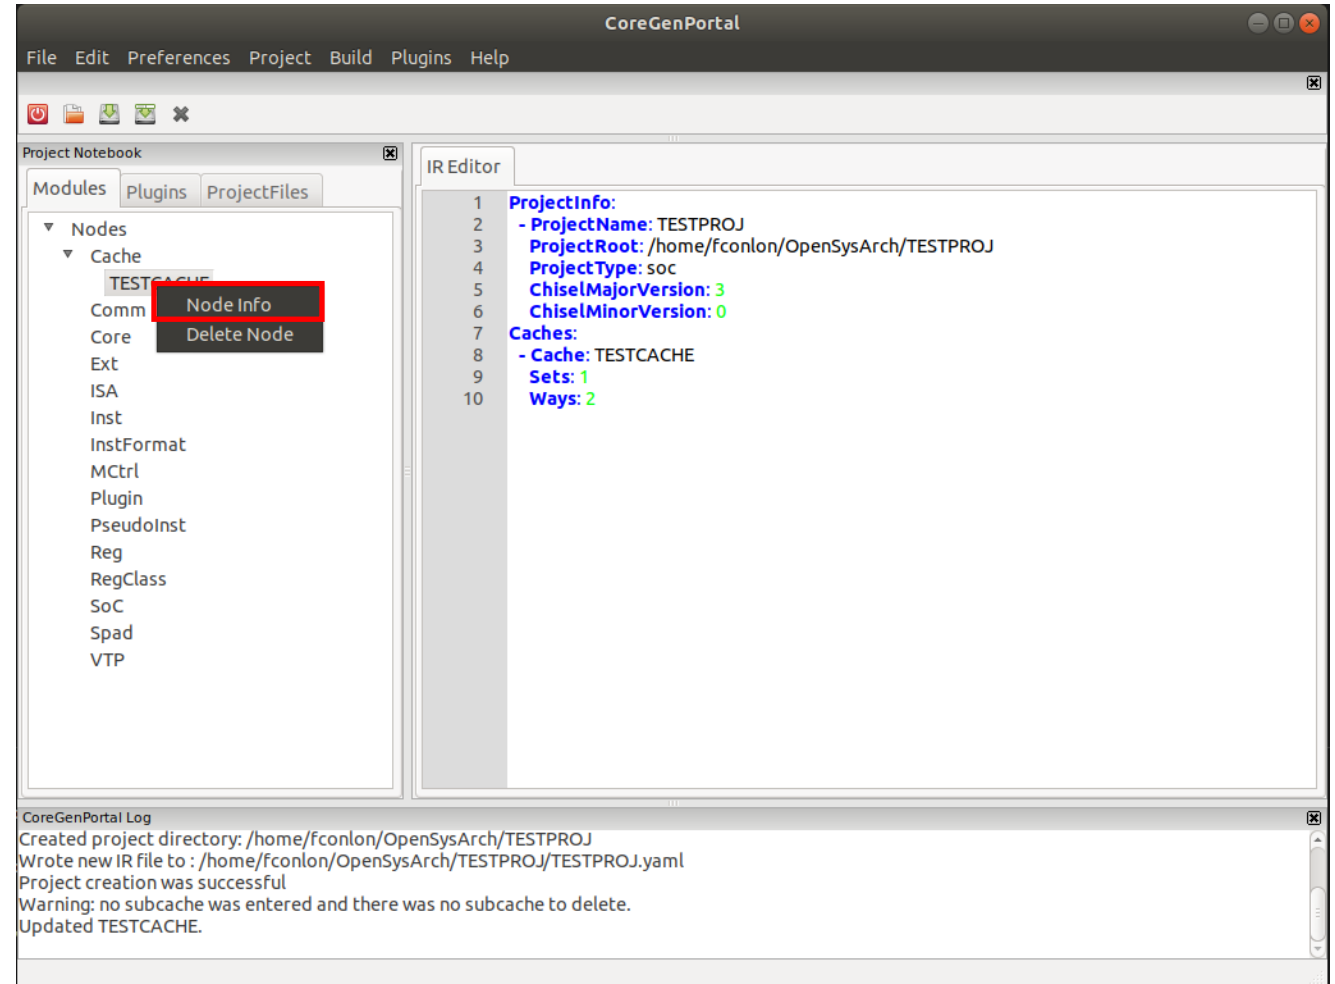 CoreGenPortal
File Edit Preferences Project Build Plugins Help
Project Notebook
Modules Plugins ProjectFiles
Nodes
Cache
TESTCACHE
Node Info
Delete Node
Comm
Core
Ext
ISA
Inst
InstFormat
MCtrl
Plugin
PseudoInst
Reg
RegClass
SoC
Spad
VTP
IR Editor
1 ProjectInfo:
2 - ProjectName: TESTPROJ
3 ProjectRoot: /home/fconlon/OpenSysArch/TESTPROJ
4 ProjectType: soc
5 ChiselMajorVersion: 3
6 ChiselMinorVersion: 0
7 Caches:
8 - Cache: TESTCACHE
9 Sets: 1
10 Ways: 2
CoreGenPortal Log
Created project directory: /home/fconlon/OpenSysArch/TESTPROJ
Wrote new IR file to : /home/fconlon/OpenSysArch/TESTPROJ/TESTPROJ.yaml
Project creation was successful
Warning: no subcache was entered and there was no subcache to delete.
Updated TESTCACHE.